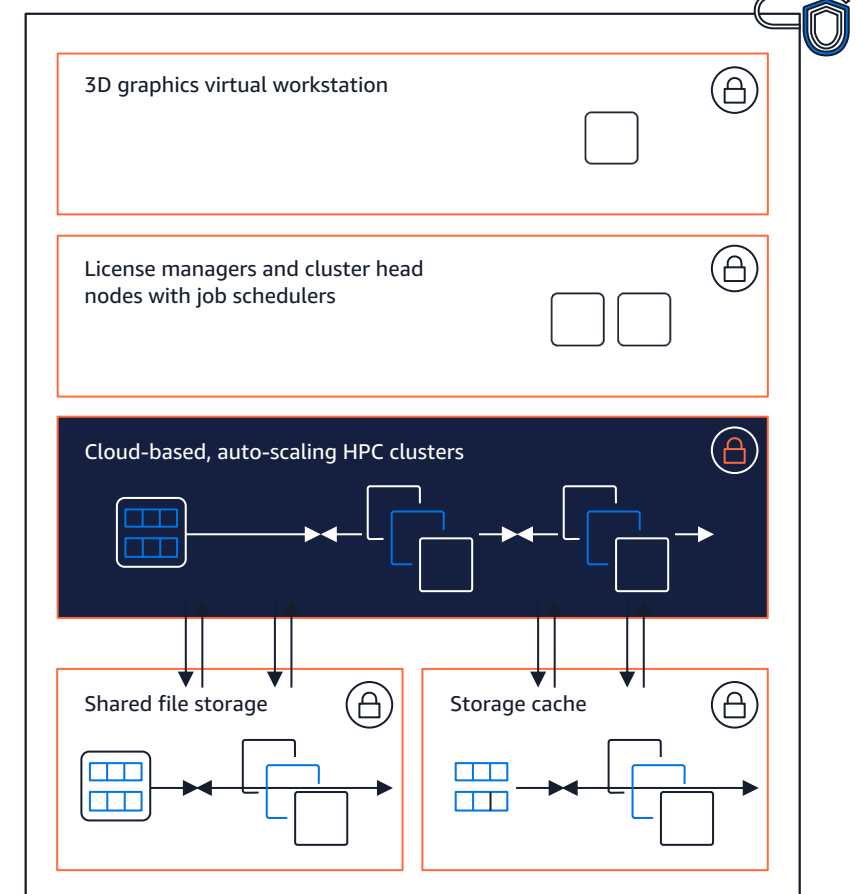 3D graphics virtual workstation
License managers and cluster head
nodes with job schedulers
Cloud-based, auto-scaling HPC clusters
Shared file storage
Storage cache